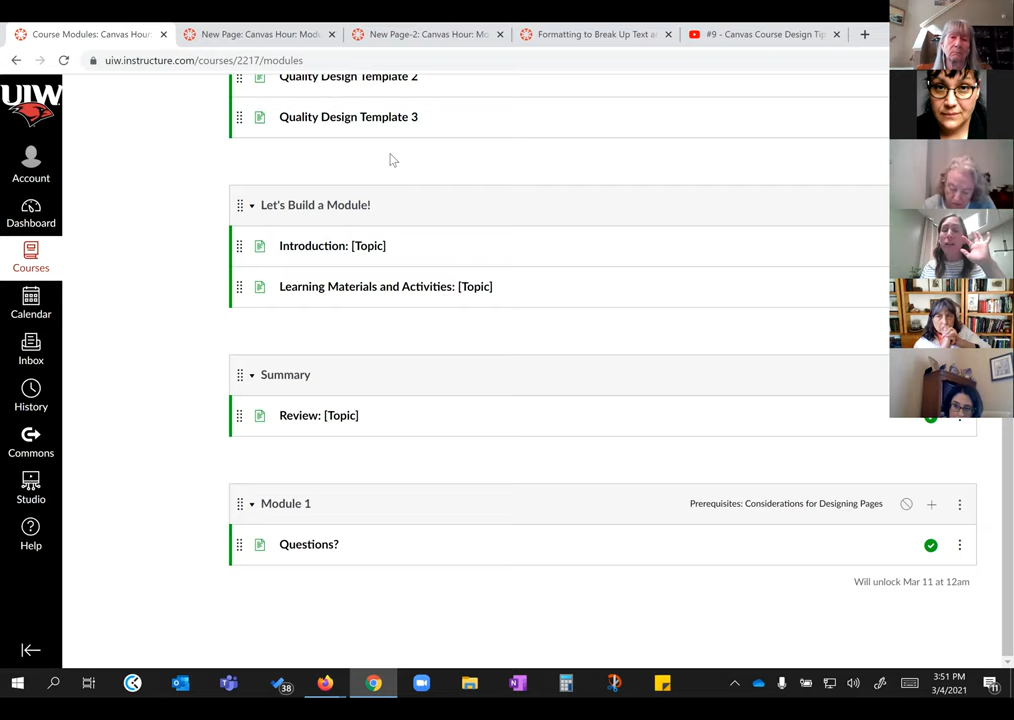 Course Modules: Canvas Hour:
New Page: Canvas Hour: Modu
New Page-2: Canvas Hour: Mo
Formatting to Break Up Text a
#9 - Canvas Course Design Tip
uiw.instructure.com/courses/2217/modules
UIW
Account
Dashboard
Courses
Calendar
Inbox
History
Commons
Studio
Help
Quality Design Template 2
Quality Design Template 3
Let's Build a Module!
Introduction: [Topic]
Learning Materials and Activities: [Topic]
Summary
Review: [Topic]
Module 1
Prerequisites: Considerations for Designing Pages
Questions?
Will unlock Mar 11 at 12am
38
3:51 PM
3/4/2021
11